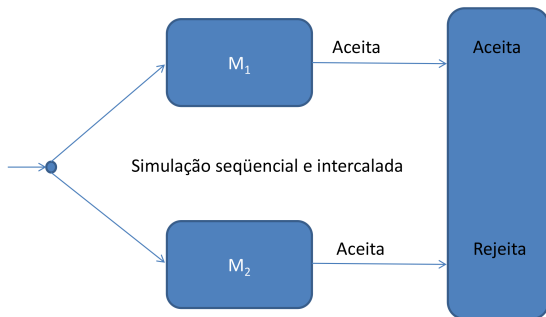 M₁
Aceita
Aceita
Simulação seqüencial e intercalada
M₂
Aceita
Rejeita